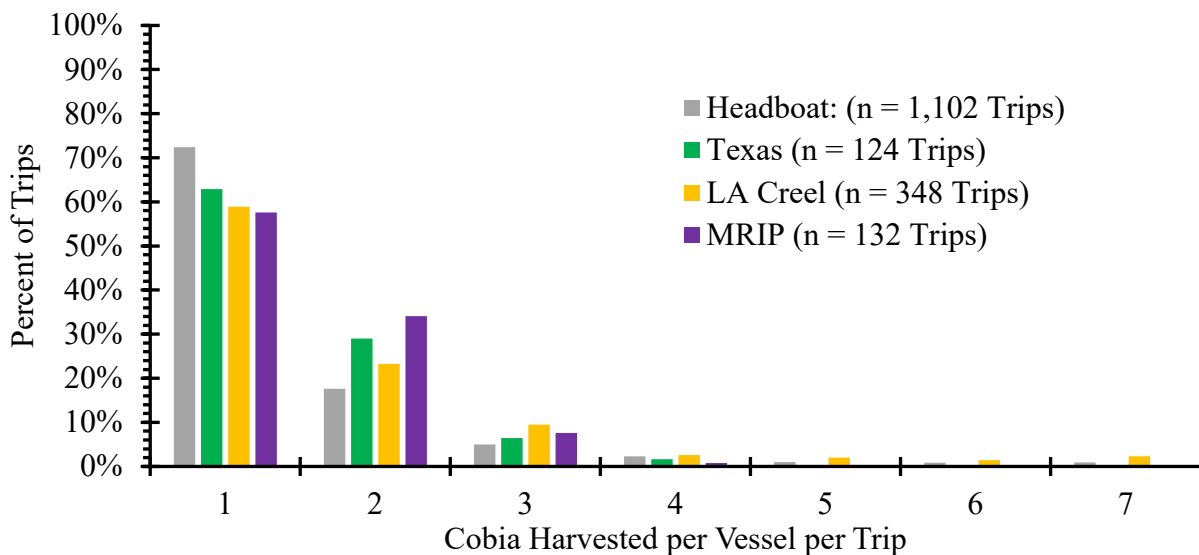 100%
90%
80%
70%
60%
50%
40%
30%
20%
10%
0%
Percent of Trips
Headboat: (n = 1,102 Trips)
Texas (n = 124 Trips)
LA Creel (n = 348 Trips)
MRIP (n = 132 Trips)
1 2 3 4 5 6 7
Cobia Harvested per Vessel per Trip